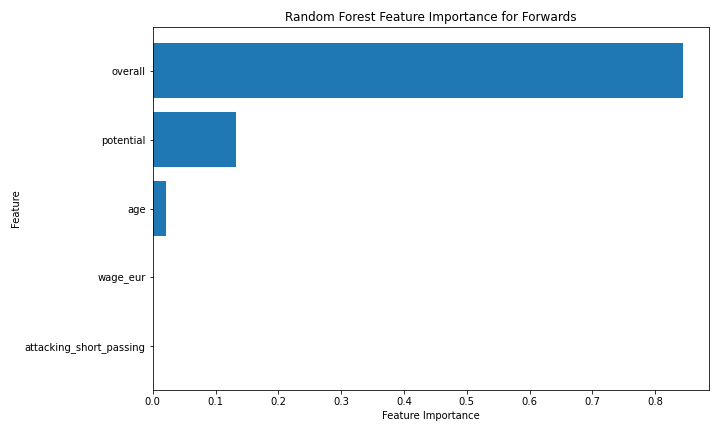 Random Forest Feature Importance for Forwards
Feature
overall
potential
age
wage_eur
attacking_short_passing
0.0 0.1 0.2 0.3 0.4 0.5 0.6 0.7 0.8
Feature Importance